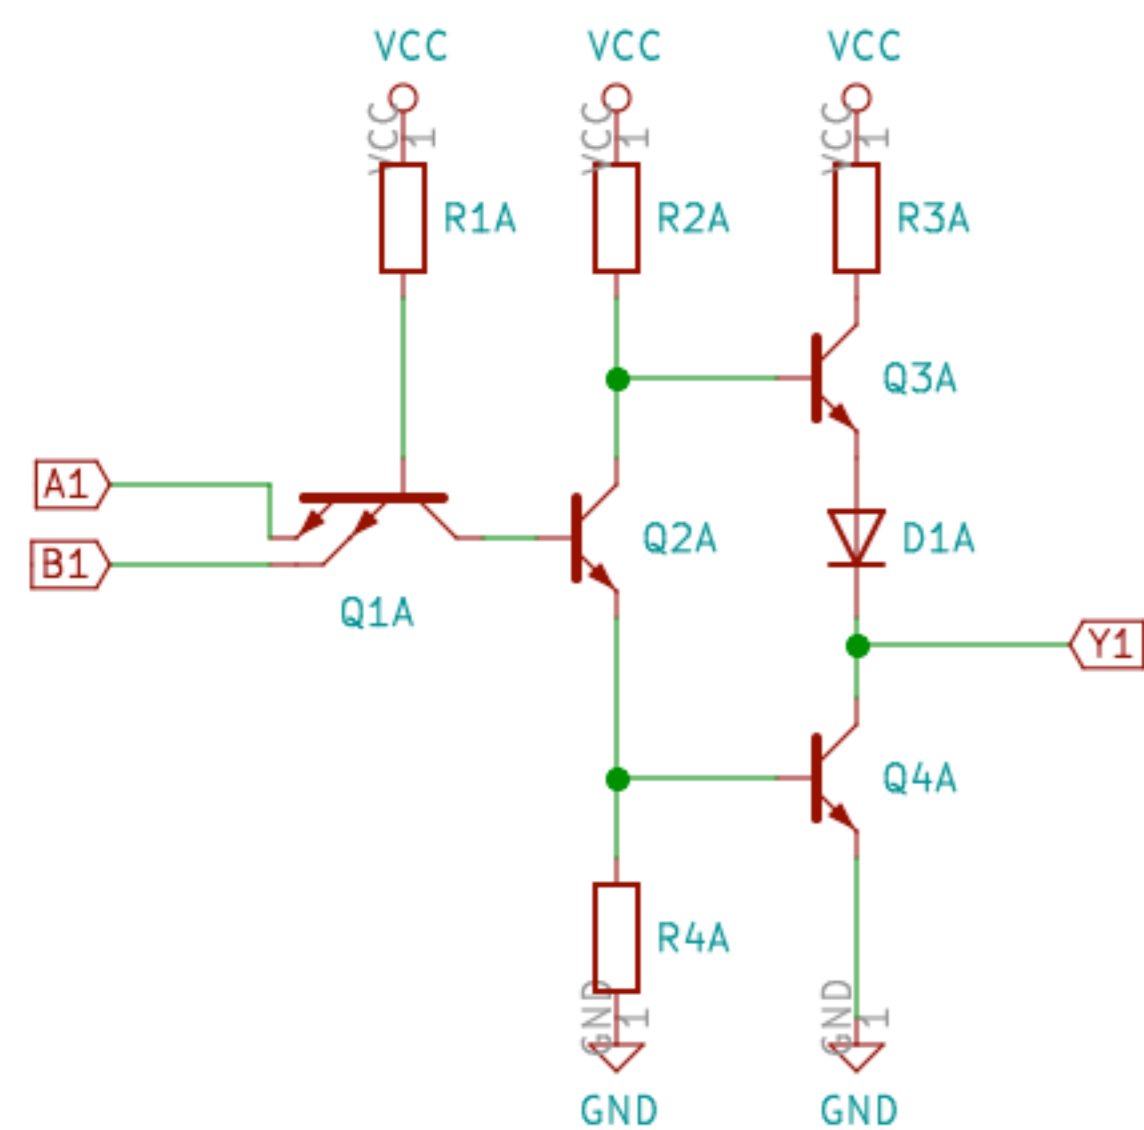 VCC VCC VCC
VCC 1 VCC 1 VCC 1
R1A R2A R3A
Q3A
A1
Q2A D1A
B1
Q1A
Y1
Q4A
R4A
GND 1 GND 1
GND GND